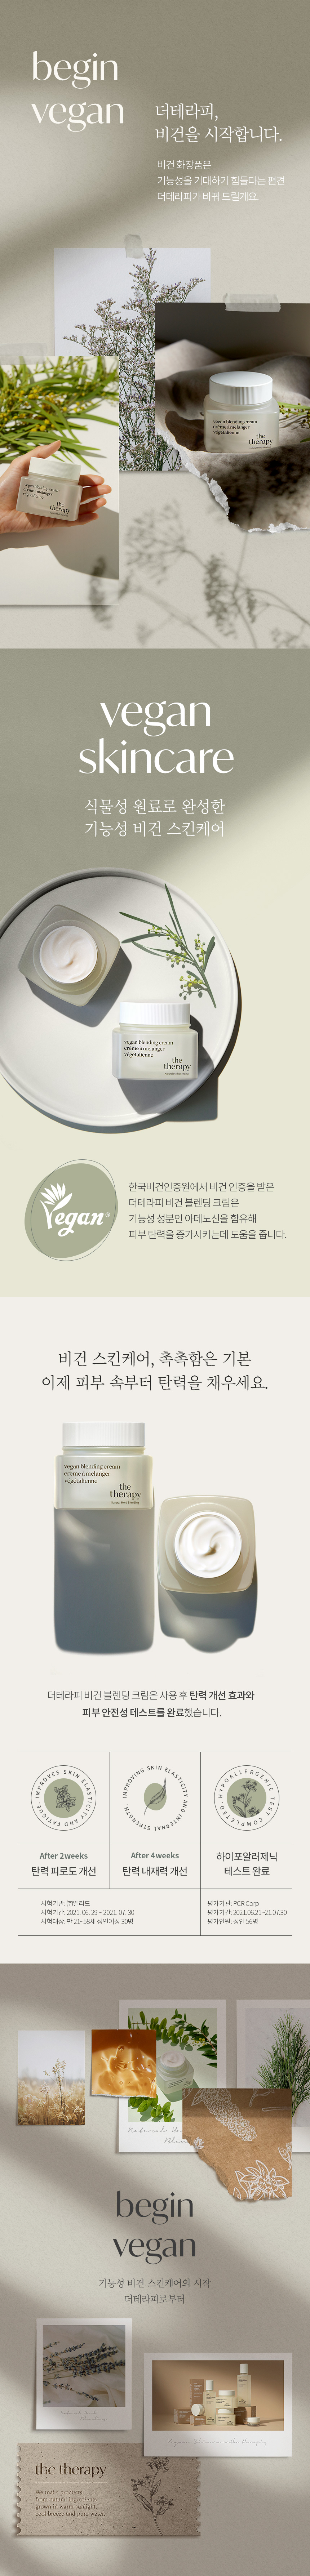 begin
vegan
더테라피,
비건을 시작합니다.
비건 화장품은
기능성을 기대하기 힘들다는 편견
더테라피가 바꿔 드릴게요.
vegan blending cream
crème à mélanger
végétalienne
the
therapy
vegan blending cream
crème à mélanger
végétalienne
the
therapy
vegan
skincare
식물성 원료로 완성한
기능성 비건 스킨케어
vegan blending cream
crème à mélanger
végétalienne
the
therapy
Vegan
한국비건인증원에서 비건 인증을 받은
더테라피 비건 블렌딩 크림은
기능성 성분인 아데노신을 함유해
피부 탄력을 증가시키는데 도움을 줍니다.
비건 스킨케어, 촉촉함은 기본
이제 피부 속부터 탄력을 채우세요.
vegan blending cream
crème à mélanger
végétalienne
the
therapy
Natural Plant Blending
더테라피 비건 블렌딩 크림은 사용 후 탄력 개선 효과와
피부 안전성 테스트를 완료했습니다.
IMPROVES SKIN ELASTICITY AND FATIGUE
IMPROVING SKIN ELASTICITY AND INTERNAL STRENGTH
HYPOALLERGENIC TEST COMPLETED
After 2weeks
탄력 피로도 개선
After 4weeks
탄력 내재력 개선
하이포알러제닉
테스트 완료
시험기관: ㈜엘리드
시험기간: 2021. 06. 29 ~ 2021. 07. 30
시험대상: 만 21~58세 성인여성 30명
평가기관: PCR Corp
평가기간: 2021.06.21~21.07.30
평가인원: 성인 56명
begin
vegan
기능성 비건 스킨케어의 시작
더테라피로부터
the therapy
We make products
from natural ingredients
grown in warm sunlight,
cool breeze and pure water.